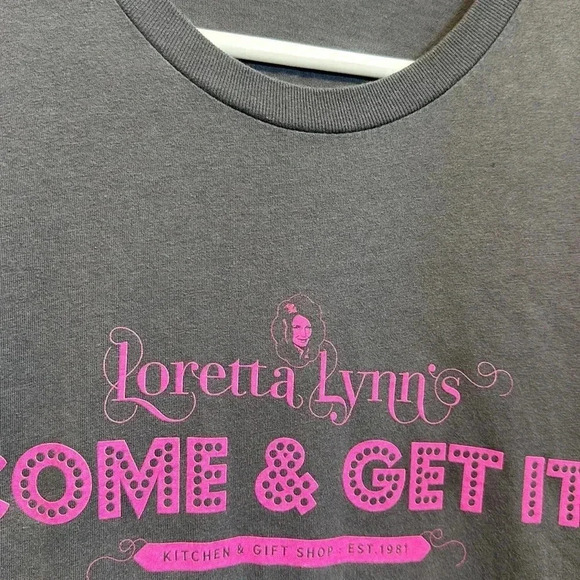 Loretta Lynn's
COME & GET IT
KITCHEN & GIFT SHOP : EST. 1981